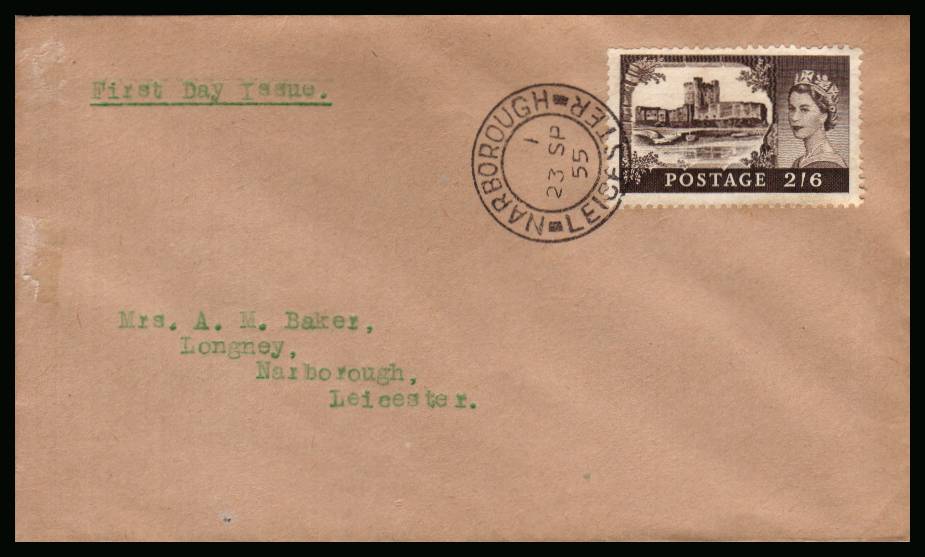 First Day Issue.
NARBOROUGH LEICESTER
1
23 SP
55
POSTAGE 2/6
Mrs. A. M. Baker,
Longney,
Narborough,
Leicester.